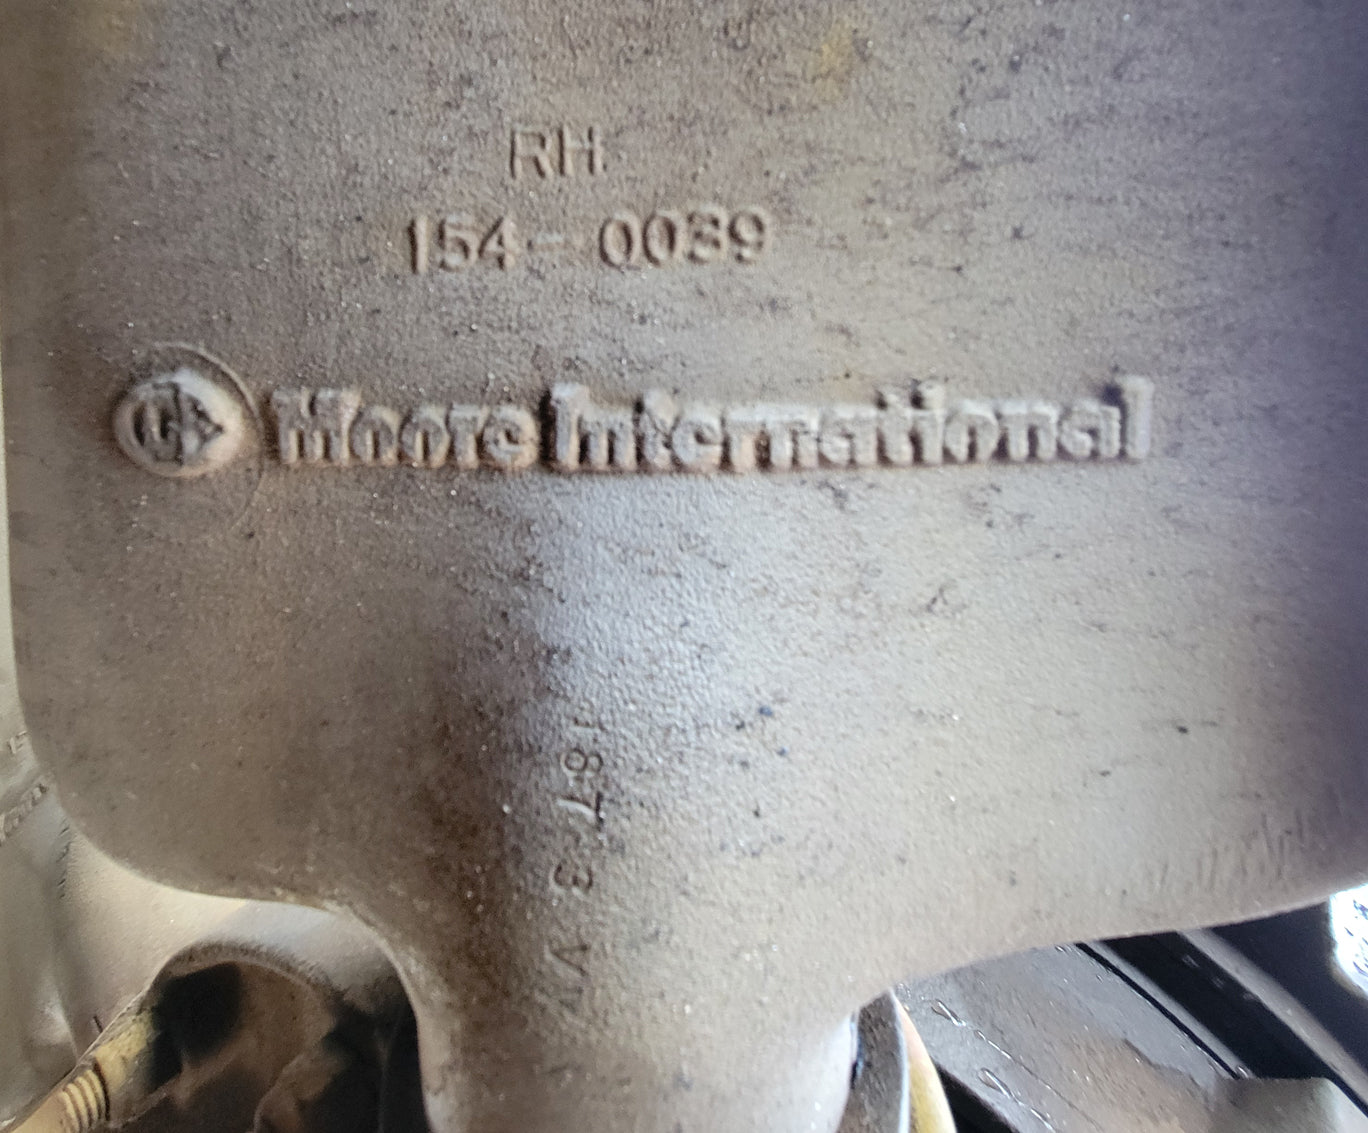 RH
154-0039
Moore International